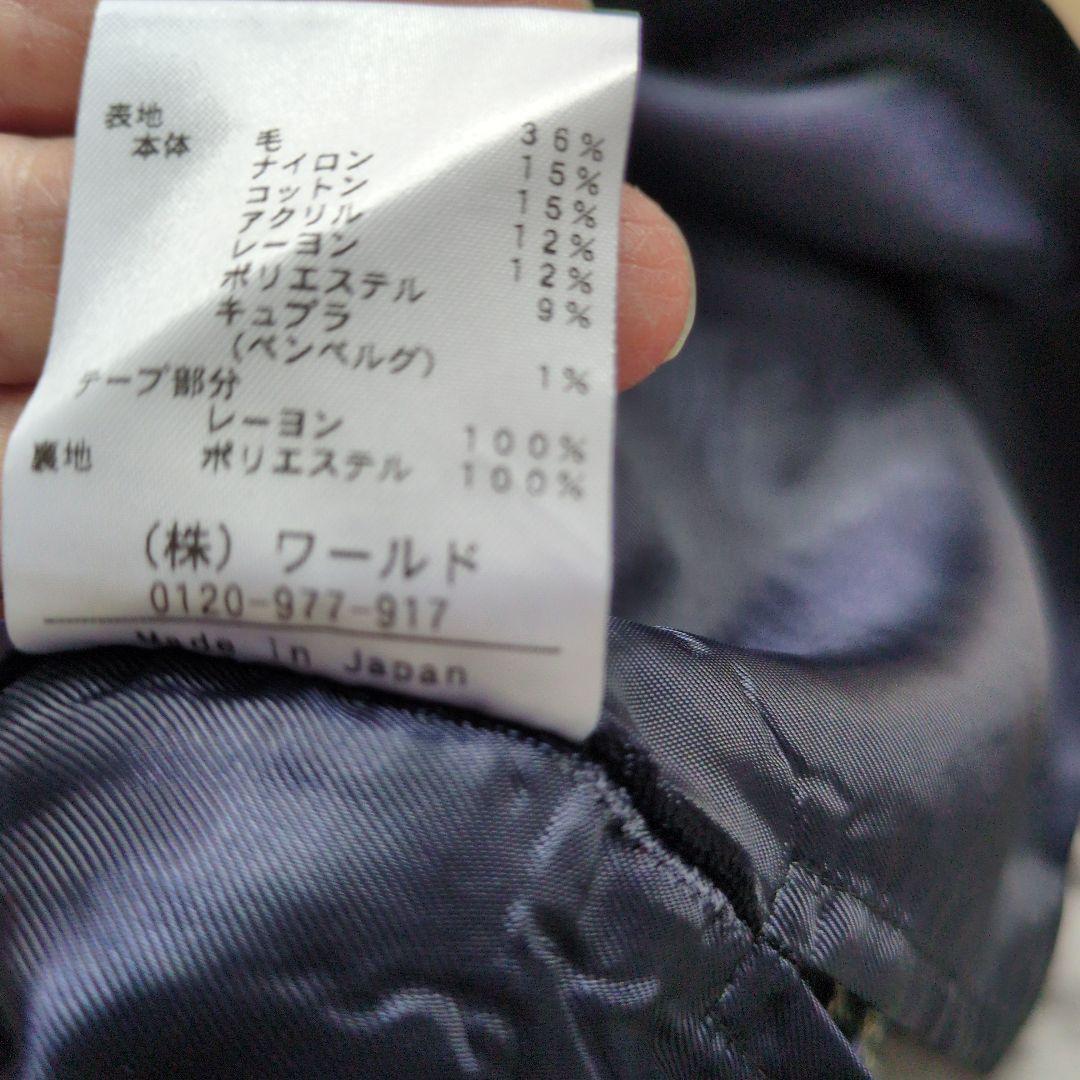 表地
本体 毛 36%
ナイロン 15%
コットン 15%
アクリル 12%
レーヨン 12%
ポリエステル 9%
キュプラ
(ベンベルグ) 1%
テープ部分
レーヨン 100%
裏地 ポリエステル 100%
(株) ワールド
0120-977-917
Made in Japan